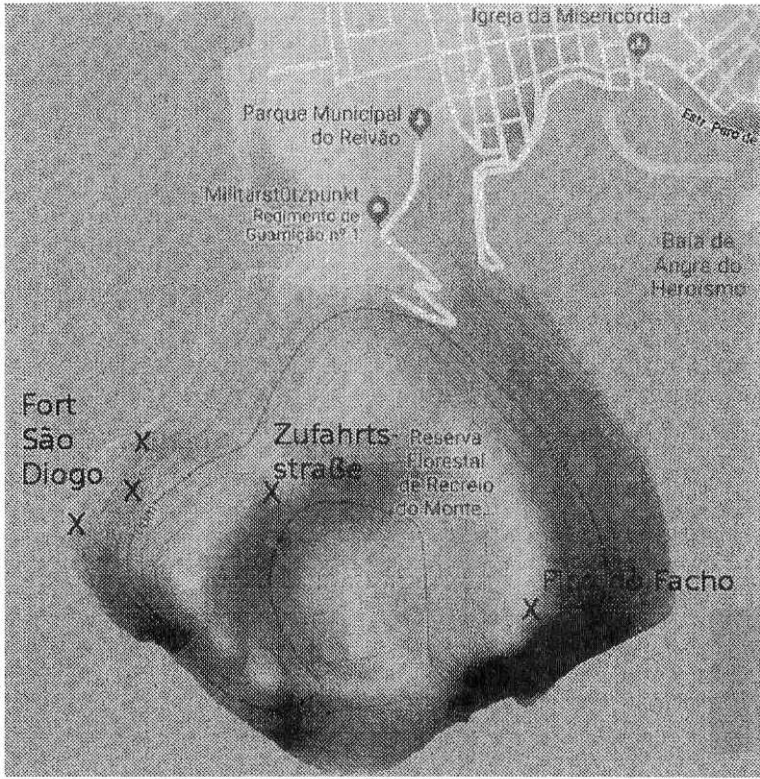 Igreja da Misericórdia
Parque Municipal
do Relvão
Estr. Pero de
Militärstützpunkt
Regimento de
Guarnição nº 1
Baía de
Angra do
Heroísmo
Fort
São
Diogo
X
X
X
Zufahrts-
straße
X
Reserva
Florestal
de Recreio
do Monte...
Pico do Facho
X